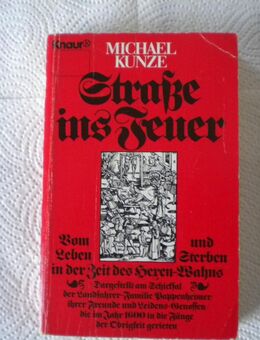 Knaur®
MICHAEL
KUNZE
Straße
ins Feuer
Vom und
Leben Sterben
in der Zeit des Hexen-Wahns
Dargestellt am Schicksal
der Landfahrer-Familie Pappenheimer
ihrer Freunde und Leidens-Genossen
die im Jahr 1600 in die Fänge
der Obrigkeit gerieten